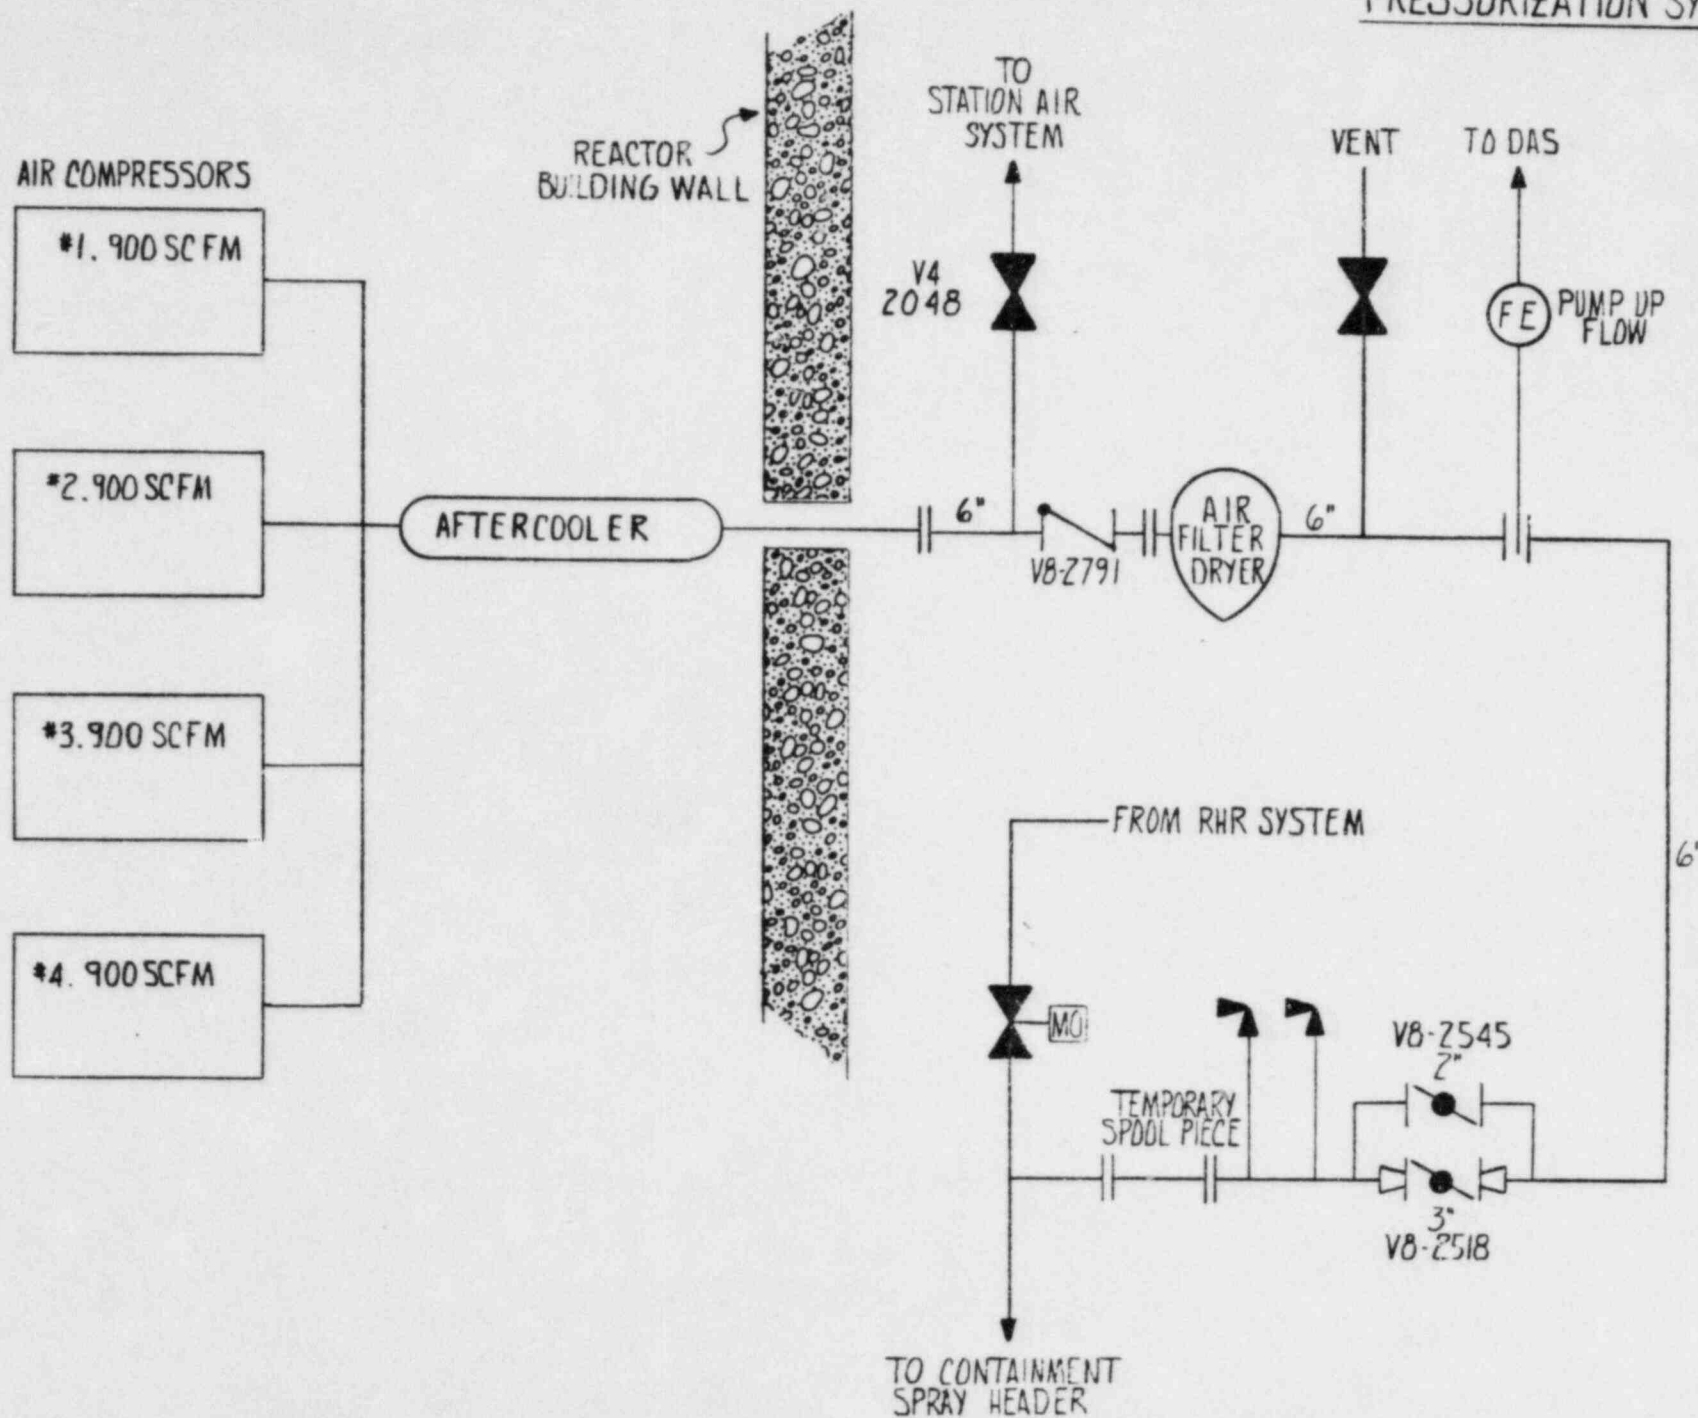 AIR COMPRESSORS
#1. 900 SCFM
#2. 900 SCFM
#3. 900 SCFM
#4. 900 SCFM
AFTERCOOLER
REACTOR
BUILDING WALL
TO
STATION AIR
SYSTEM
V4
2048
6"
V8-2791
AIR
FILTER
DRYER
6"
VENT
TO DAS
FE
PUMP UP
FLOW
6"
FROM RHR SYSTEM
MO
TEMPORARY
SPOOL PIECE
V8-2545
2"
3"
V8-2518
TO CONTAINMENT
SPRAY HEADER